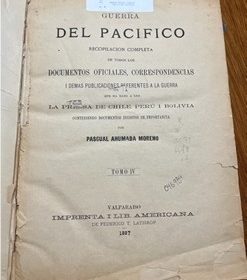 GUERRA
DEL PACIFICO
RECOPILACION COMPLETA
DE TODOS LOS
DOCUMENTOS OFICIALES, CORRESPONDENCIAS
I DEMAS PUBLICACIONES REFERENTES A LA GUERRA
QUE HA DADO A LUZ
LA PRENSA DE CHILE PERU I BOLIVIA
CONTENIENDO DOCUMENTOS INEDITOS DE IMPORTANCIA
POR
PASCUAL AHUMADA MORENO
TOMO IV
VALPARAISO
IMPRENTA I LIB. AMERICANA
DE FEDERICO T. LATHROP
1887